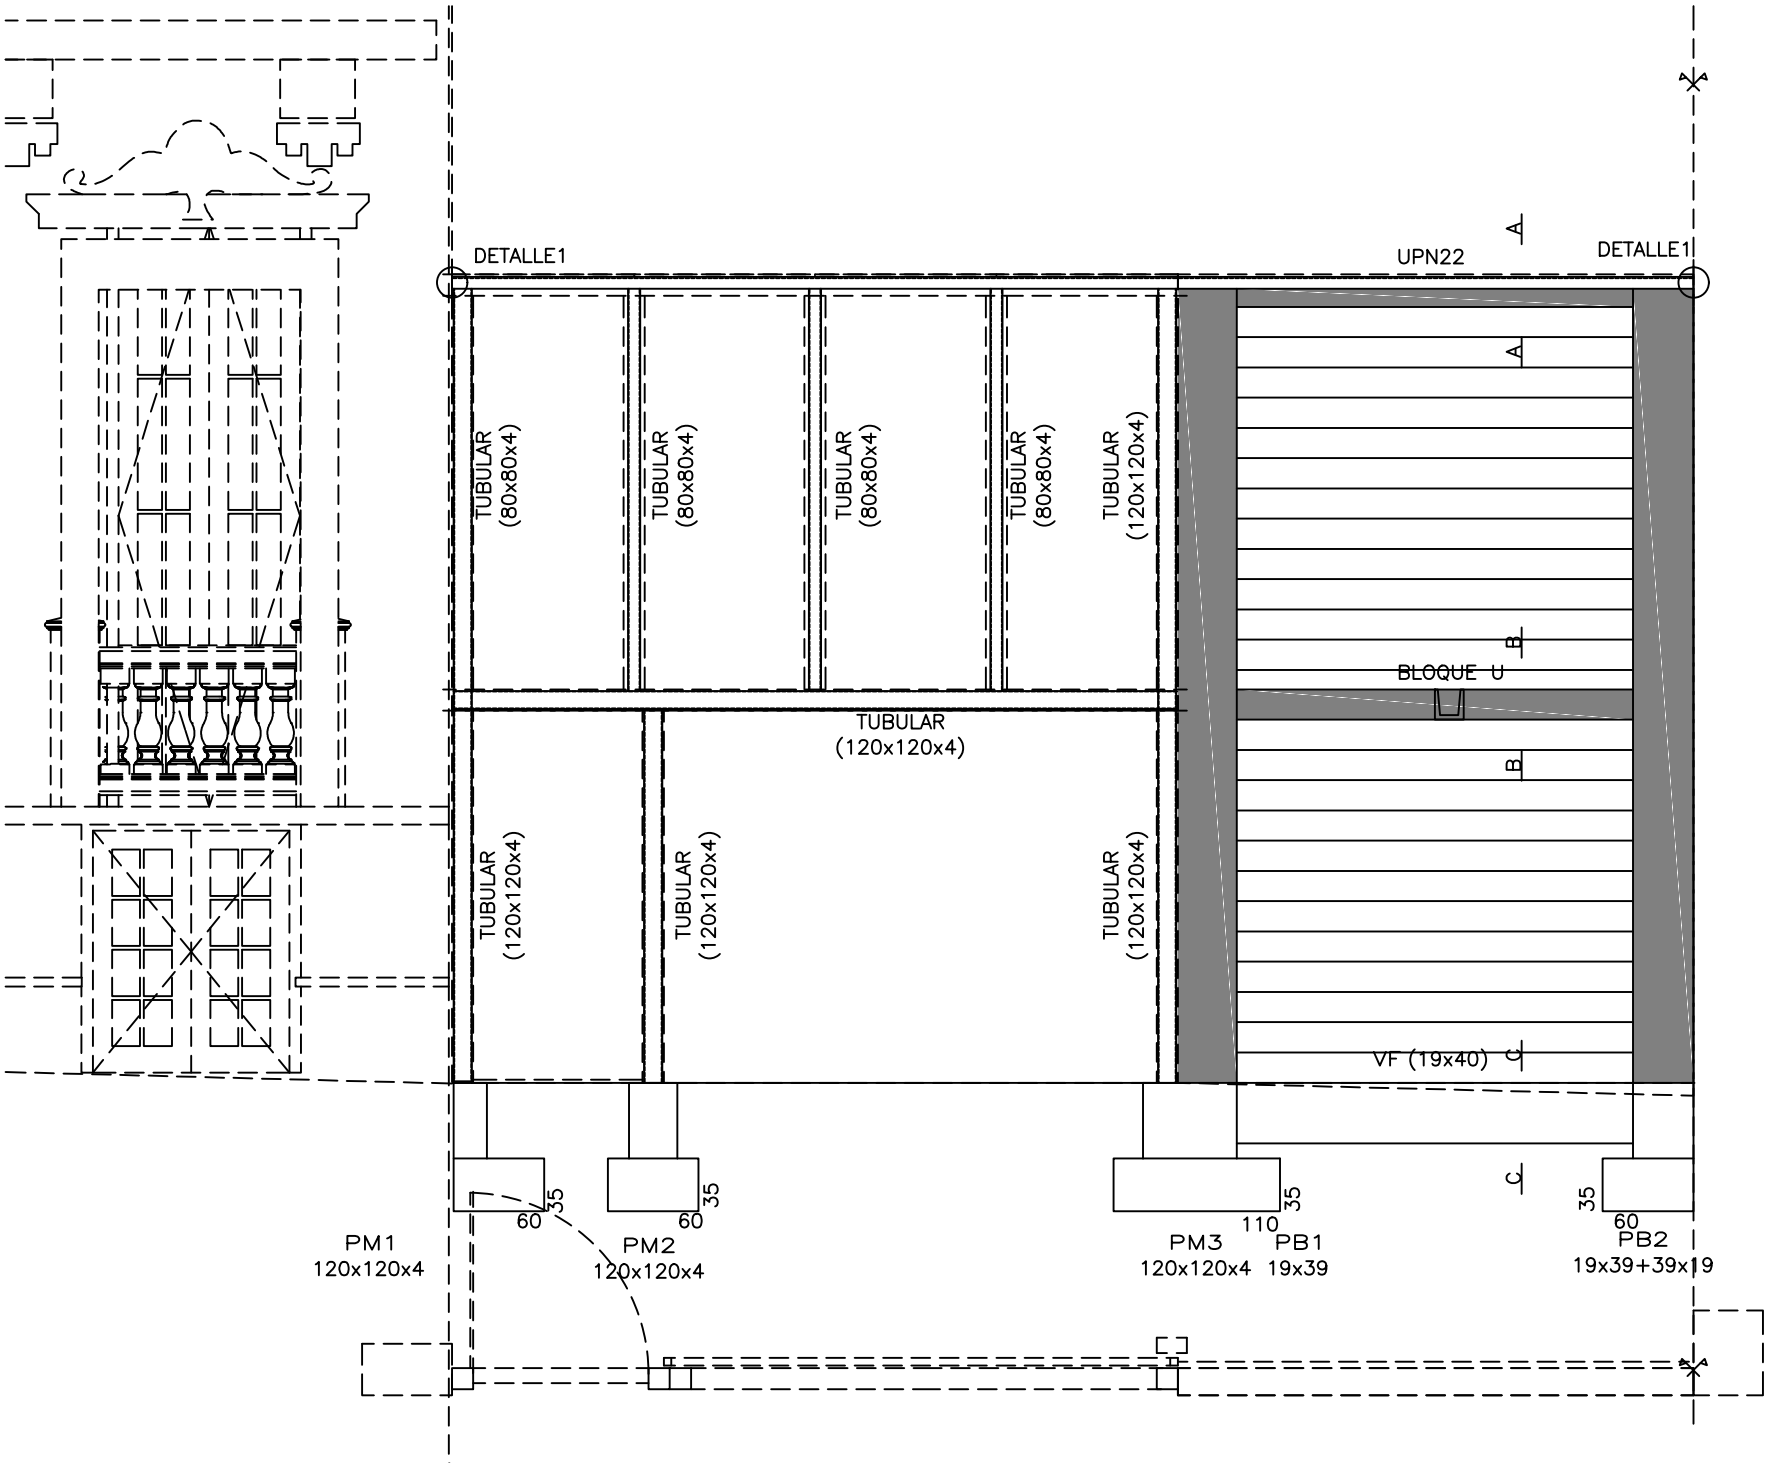 DETALLE1
UPN22
A
DETALLE1
A
TUBULAR
(80x80x4)
TUBULAR
(80x80x4)
TUBULAR
(80x80x4)
TUBULAR
(80x80x4)
TUBULAR
(120x120x4)
B
BLOQUE U
TUBULAR
(120x120x4)
B
TUBULAR
(120x120x4)
TUBULAR
(120x120x4)
TUBULAR
(120x120x4)
VF (19x40)
C
C
35
60
35
60
35
110
35
60
PM1
120x120x4
PM2
120x120x4
PM3
120x120x4
PB1
19x39
PB2
19x39+39x19